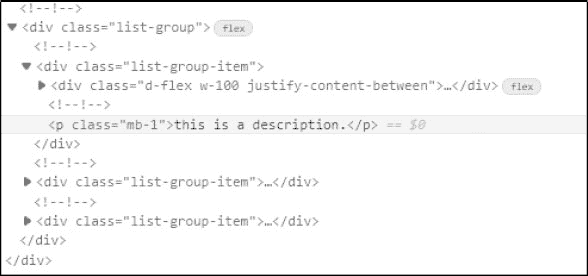 <!--!-->
▼<div class="list-group"> flex
<!--!-->
▼<div class="list-group-item">
▶<div class="d-flex w-100 justify-content-between">…</div> flex
<!--!-->
<p class="mb-1">this is a description.</p> == $0
</div>
<!--!-->
▶<div class="list-group-item">…</div>
<!--!-->
▶<div class="list-group-item">…</div>
</div>
</div>